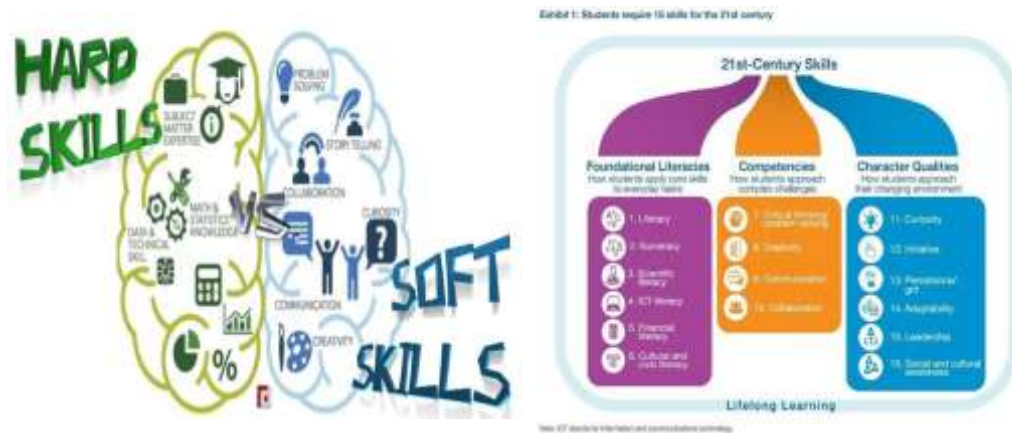 HARD
SKILLS
VS
SOFT
SKILLS
SUBJECT
MATTER
EXPERTISE
MATH &
STATISTICS
KNOWLEDGE
DATA &
TECHNICAL
SKILL
%
PROBLEM
SOLVING
STORY TELLING
COLLABORATION
CURIOSITY
?
COMMUNICATION
CREATIVITY
Exhibit 1: Students require 16 skills for the 21st century
21st-Century Skills
Foundational Literacies
How students apply core skills
to everyday tasks
1. Literacy
2. Numeracy
3. Scientific
literacy
4. ICT literacy
5. Financial
literacy
6. Cultural and
civic literacy
Competencies
How students approach
complex challenges
7. Critical thinking/
problem-solving
8. Creativity
9. Communication
10. Collaboration
Character Qualities
How students approach
their changing environment
11. Curiosity
12. Initiative
13. Persistence/
grit
14. Adaptability
15. Leadership
16. Social and cultural
awareness
Lifelong Learning
Note: ICT stands for information and communications technology.